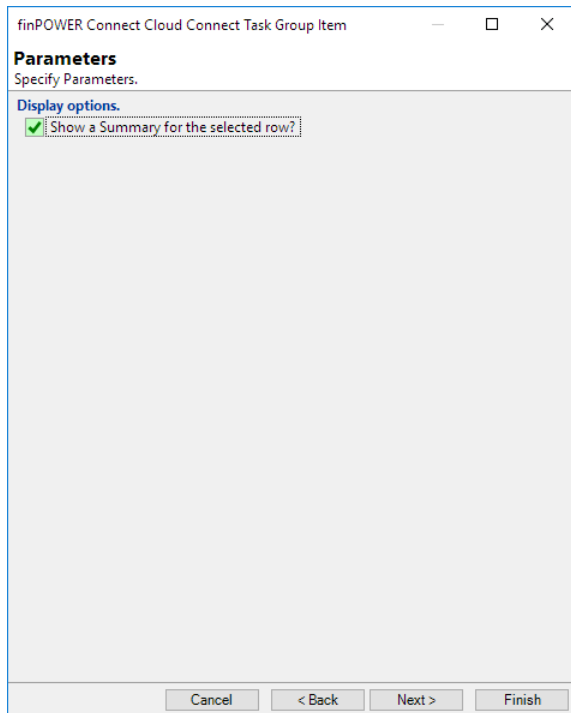 finPOWER Connect Cloud Connect Task Group Item
Parameters
Specify Parameters.
Display options.
Show a Summary for the selected row?
Cancel < Back Next > Finish